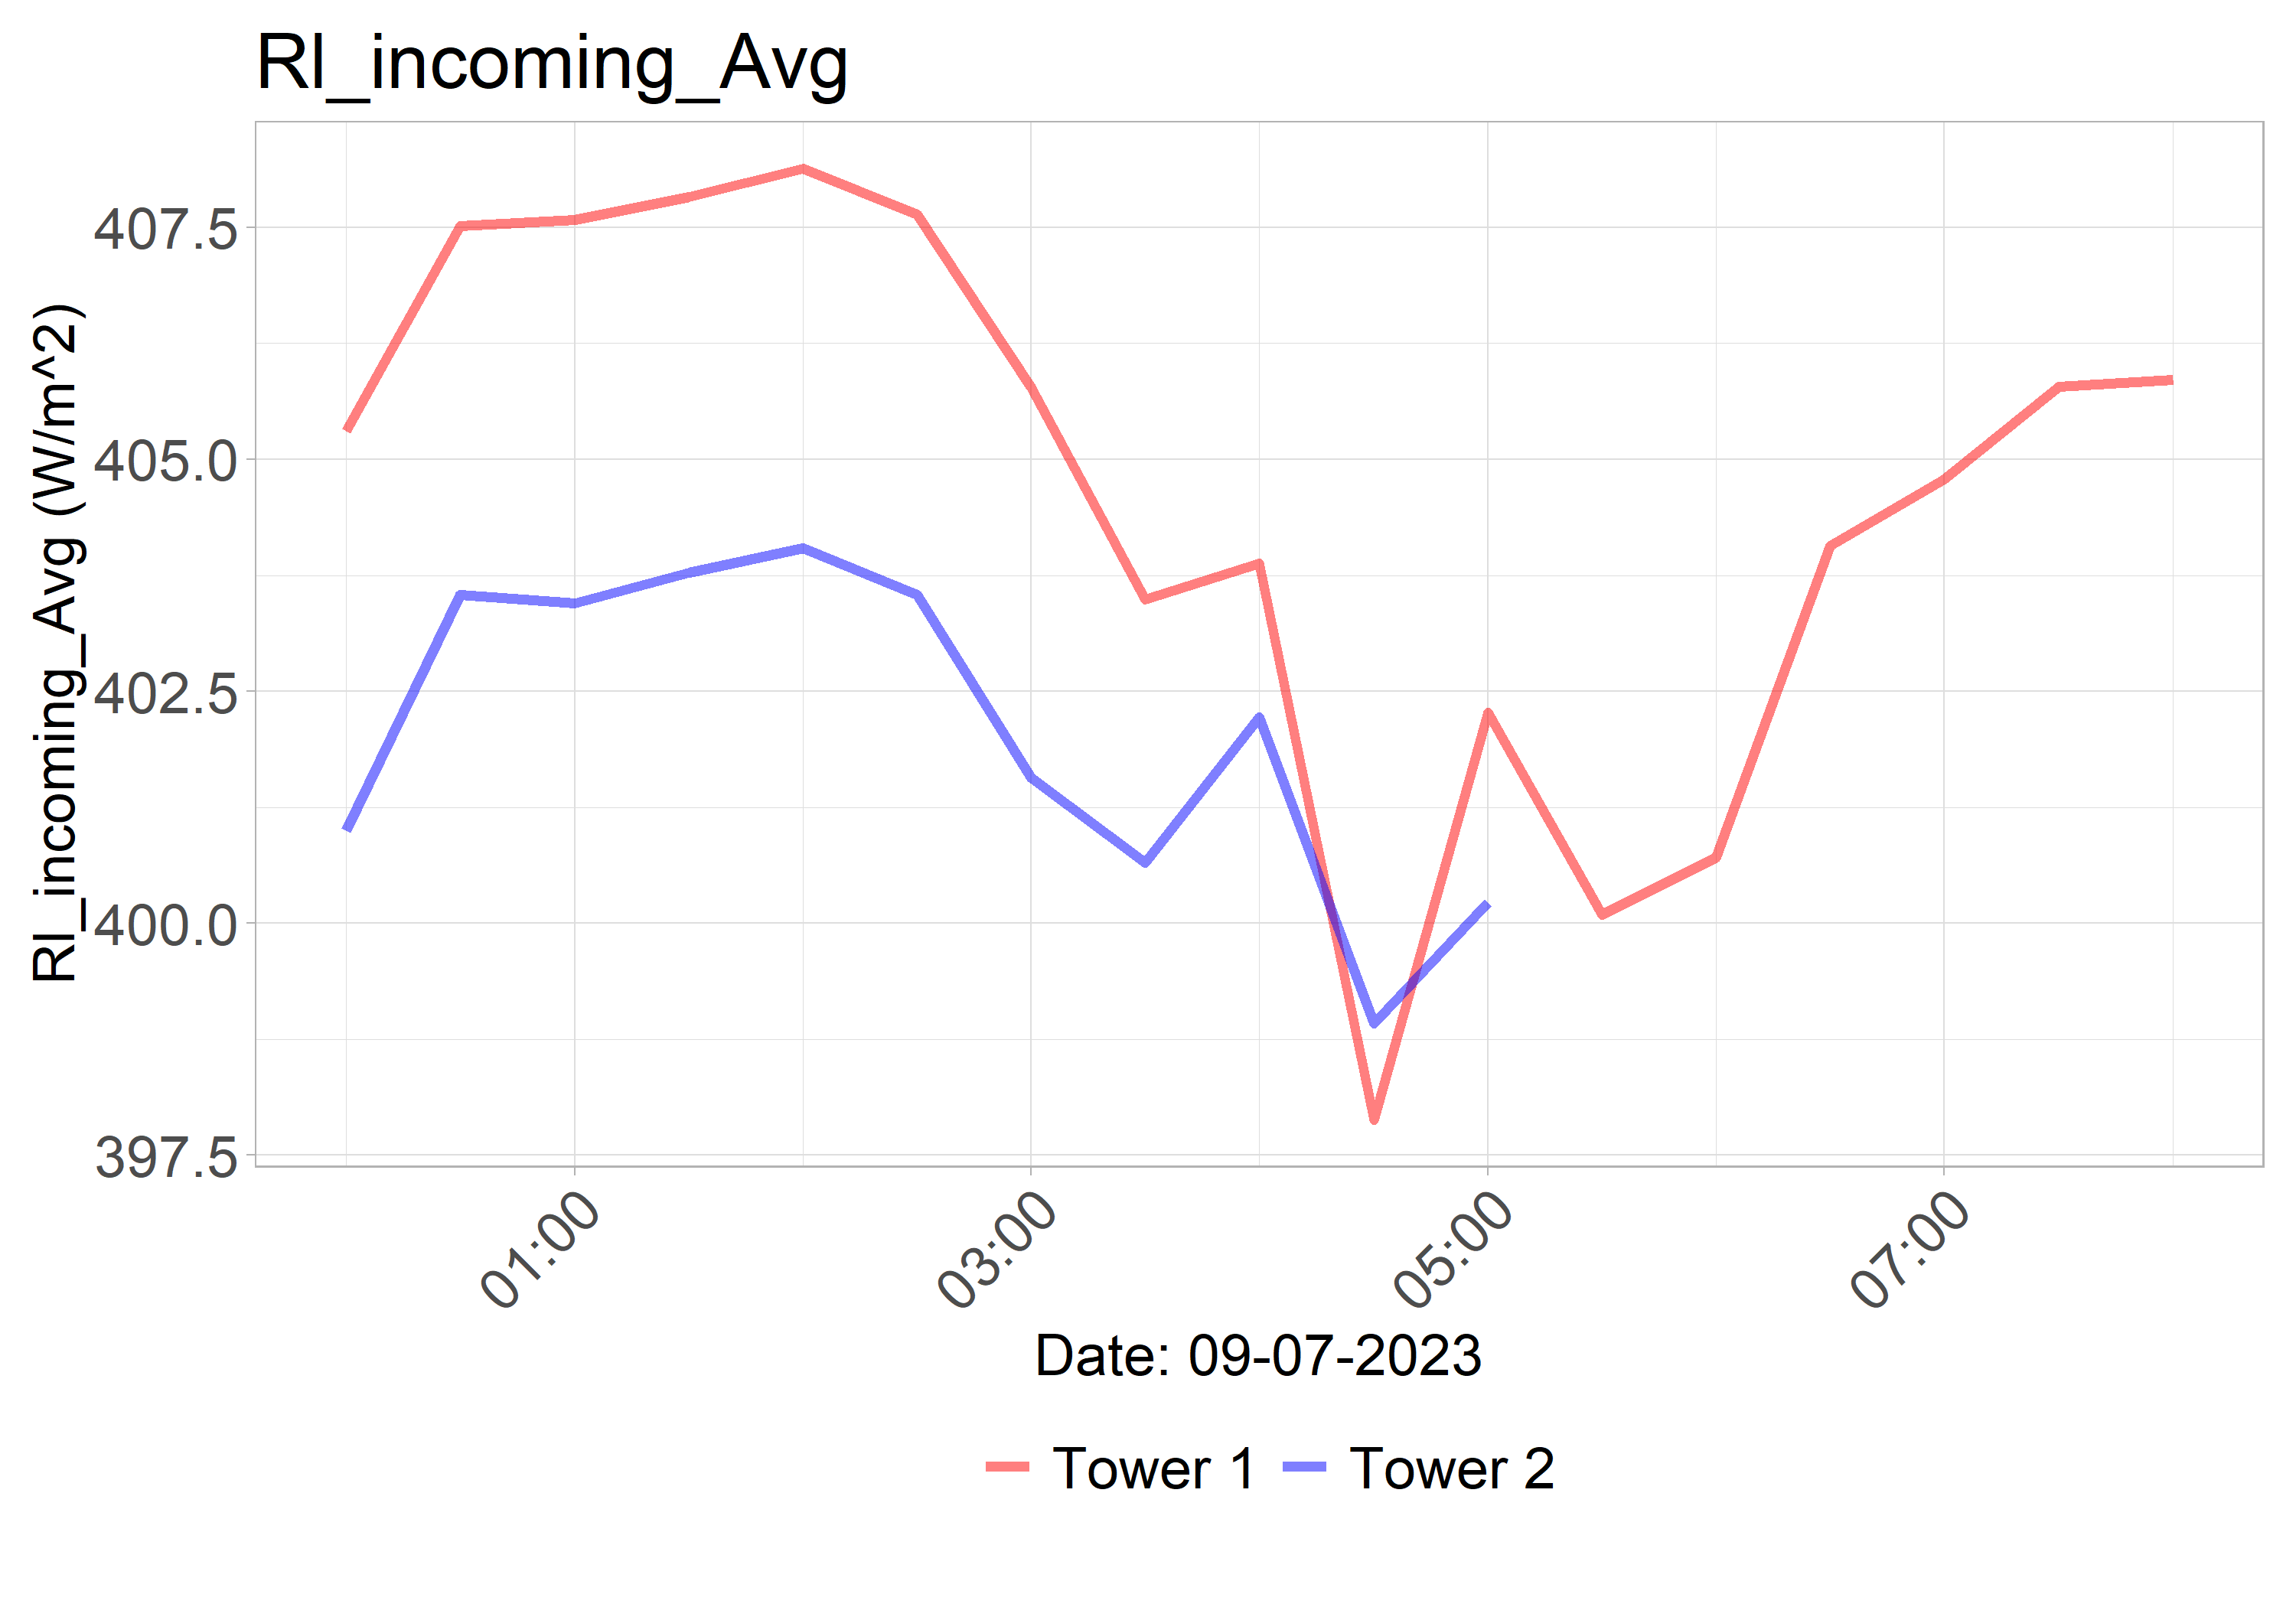 Rl_incoming_Avg
Rl_incoming_Avg (W/m^2)
407.5
405.0
402.5
400.0
397.5
01:00
03:00
05:00
07:00
Date: 09-07-2023
Tower 1
Tower 2